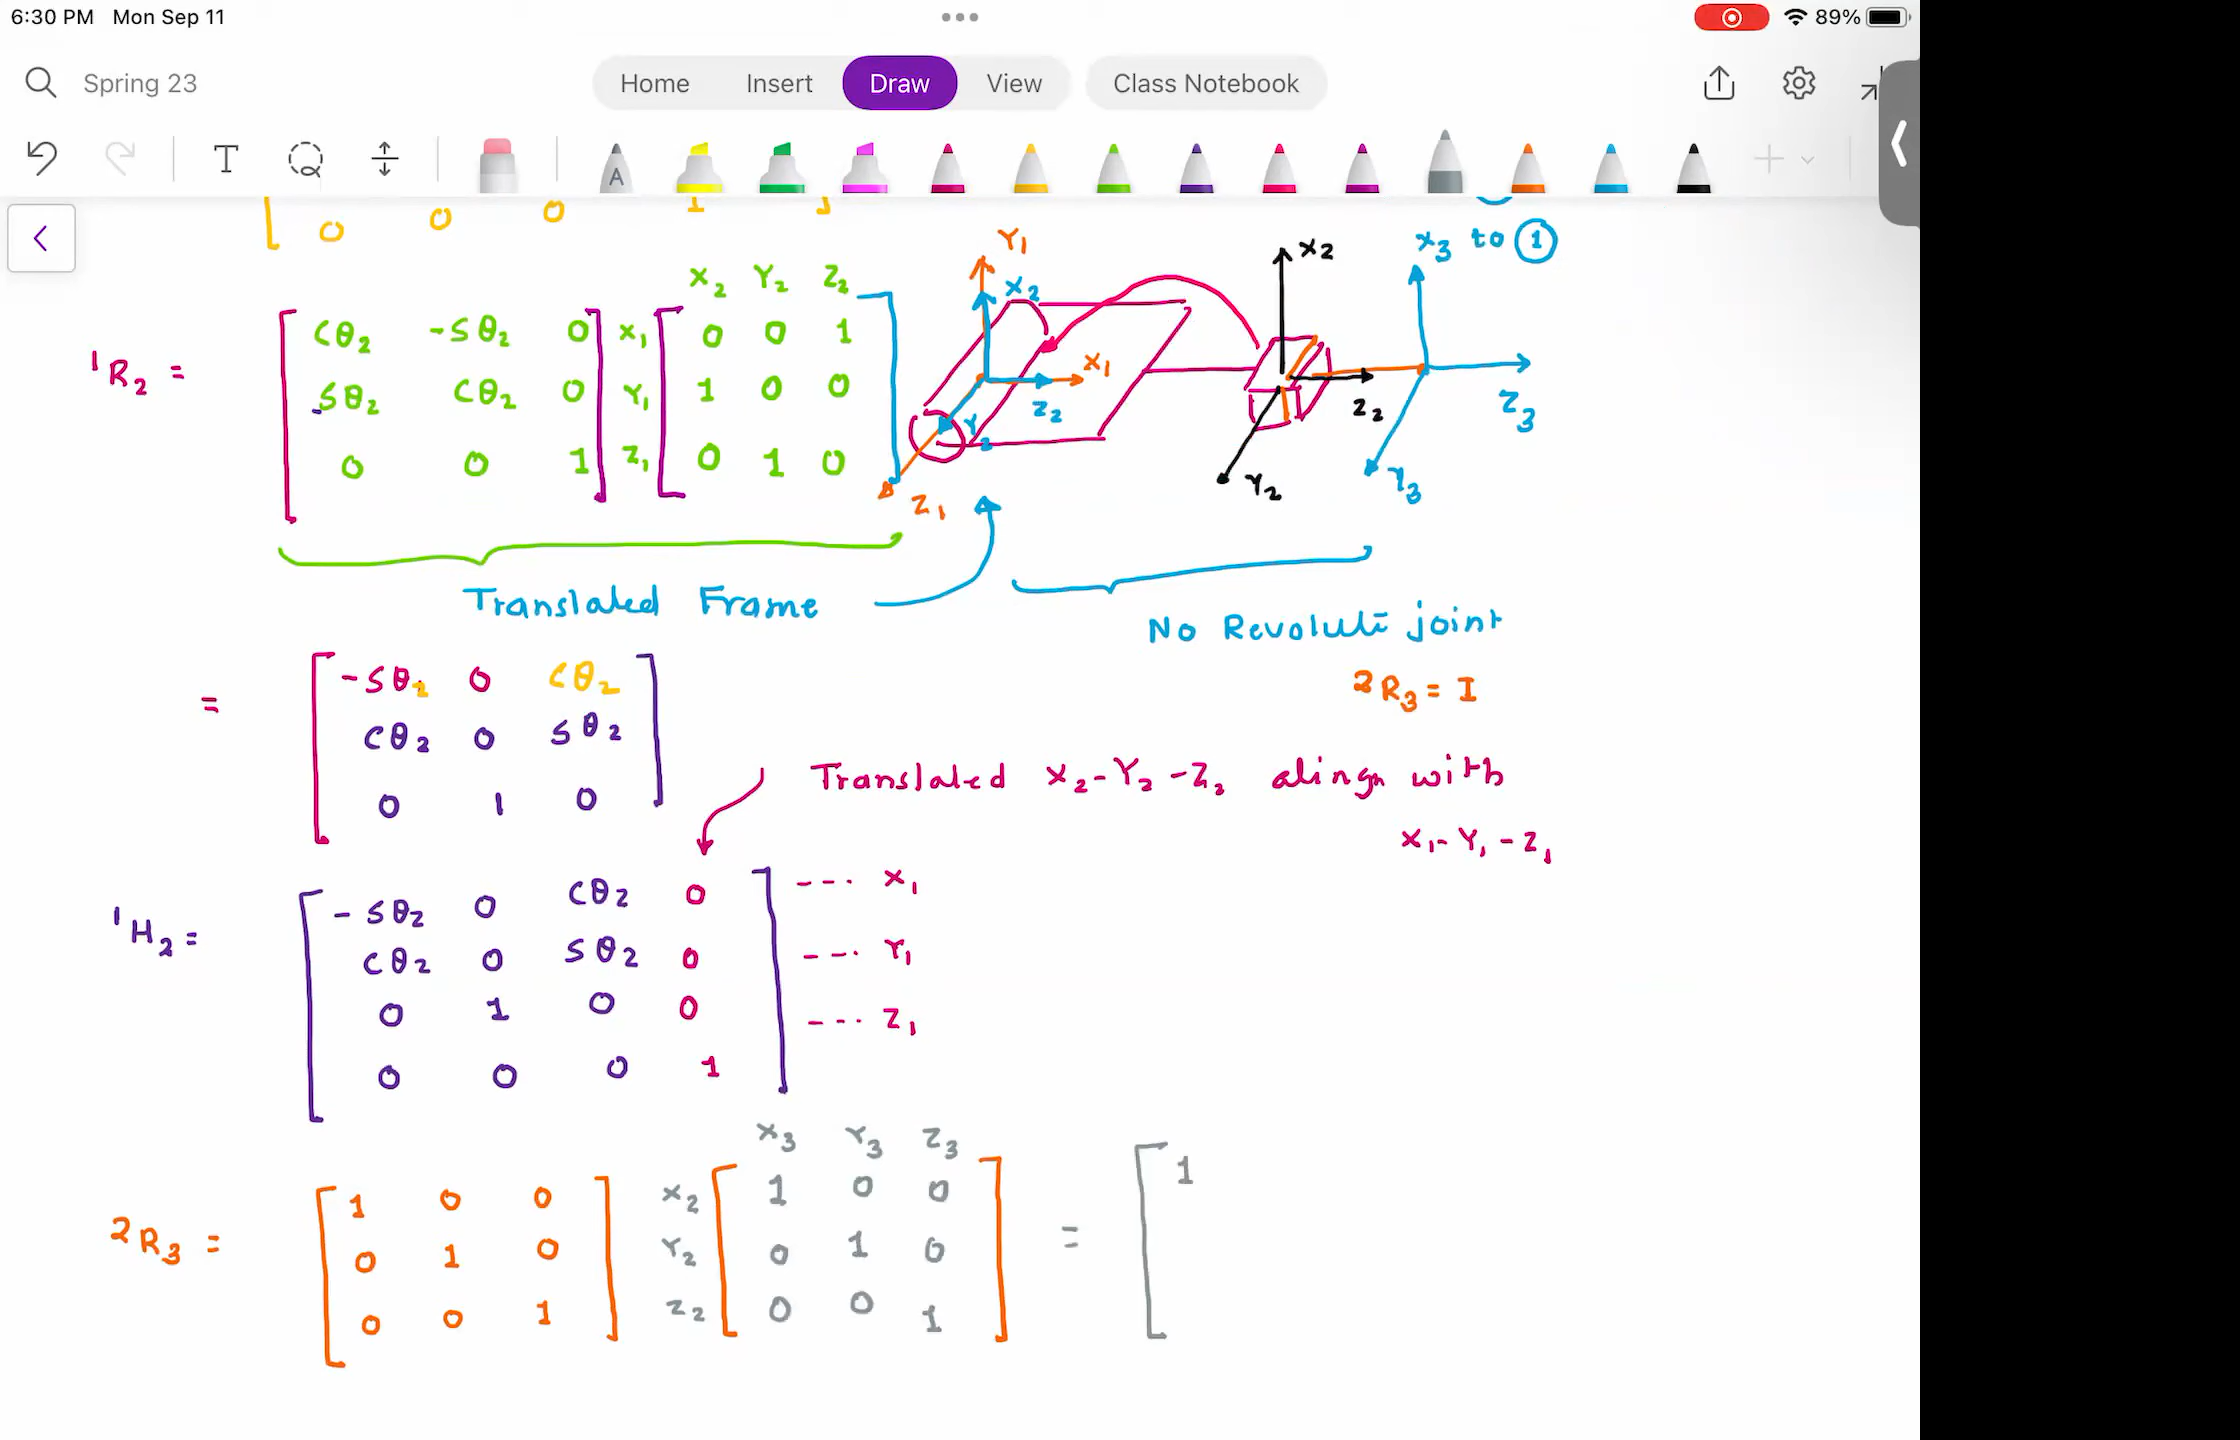 6:30 PM Mon Sep 11
89%
Spring 23
Home Insert Draw View Class Notebook
T A
0 0 0 1
X₃ to ①
Y₁
X₂
X₂
X₁
Z₂
Y₂
Z₁
Z₂
Y₂
Z₃
Y₃
X₂ Y₂ Z₂
¹R₂ = [ Cθ₂ -Sθ₂ 0 ] X₁ [ 0 0 1 ]
Sθ₂ Cθ₂ 0 Y₁ 1 0 0
0 0 1 Z₁ 0 1 0
Translated Frame
No Revolute joint
²R₃ = I
= [ -Sθ₂ 0 Cθ₂ ]
Cθ₂ 0 Sθ₂
0 1 0
Translated X₂-Y₂-Z₂ alingn with
X₁-Y₁-Z₁
¹H₂ = [ -Sθ₂ 0 Cθ₂ 0 ] --- X₁
Cθ₂ 0 Sθ₂ 0 --- Y₁
0 1 0 0 --- Z₁
0 0 0 1
X₃ Y₃ Z₃
²R₃ = [ 1 0 0 ] X₂ [ 1 0 0 ] = [ 1
0 1 0 Y₂ 0 1 0
0 0 1 Z₂ 0 0 1